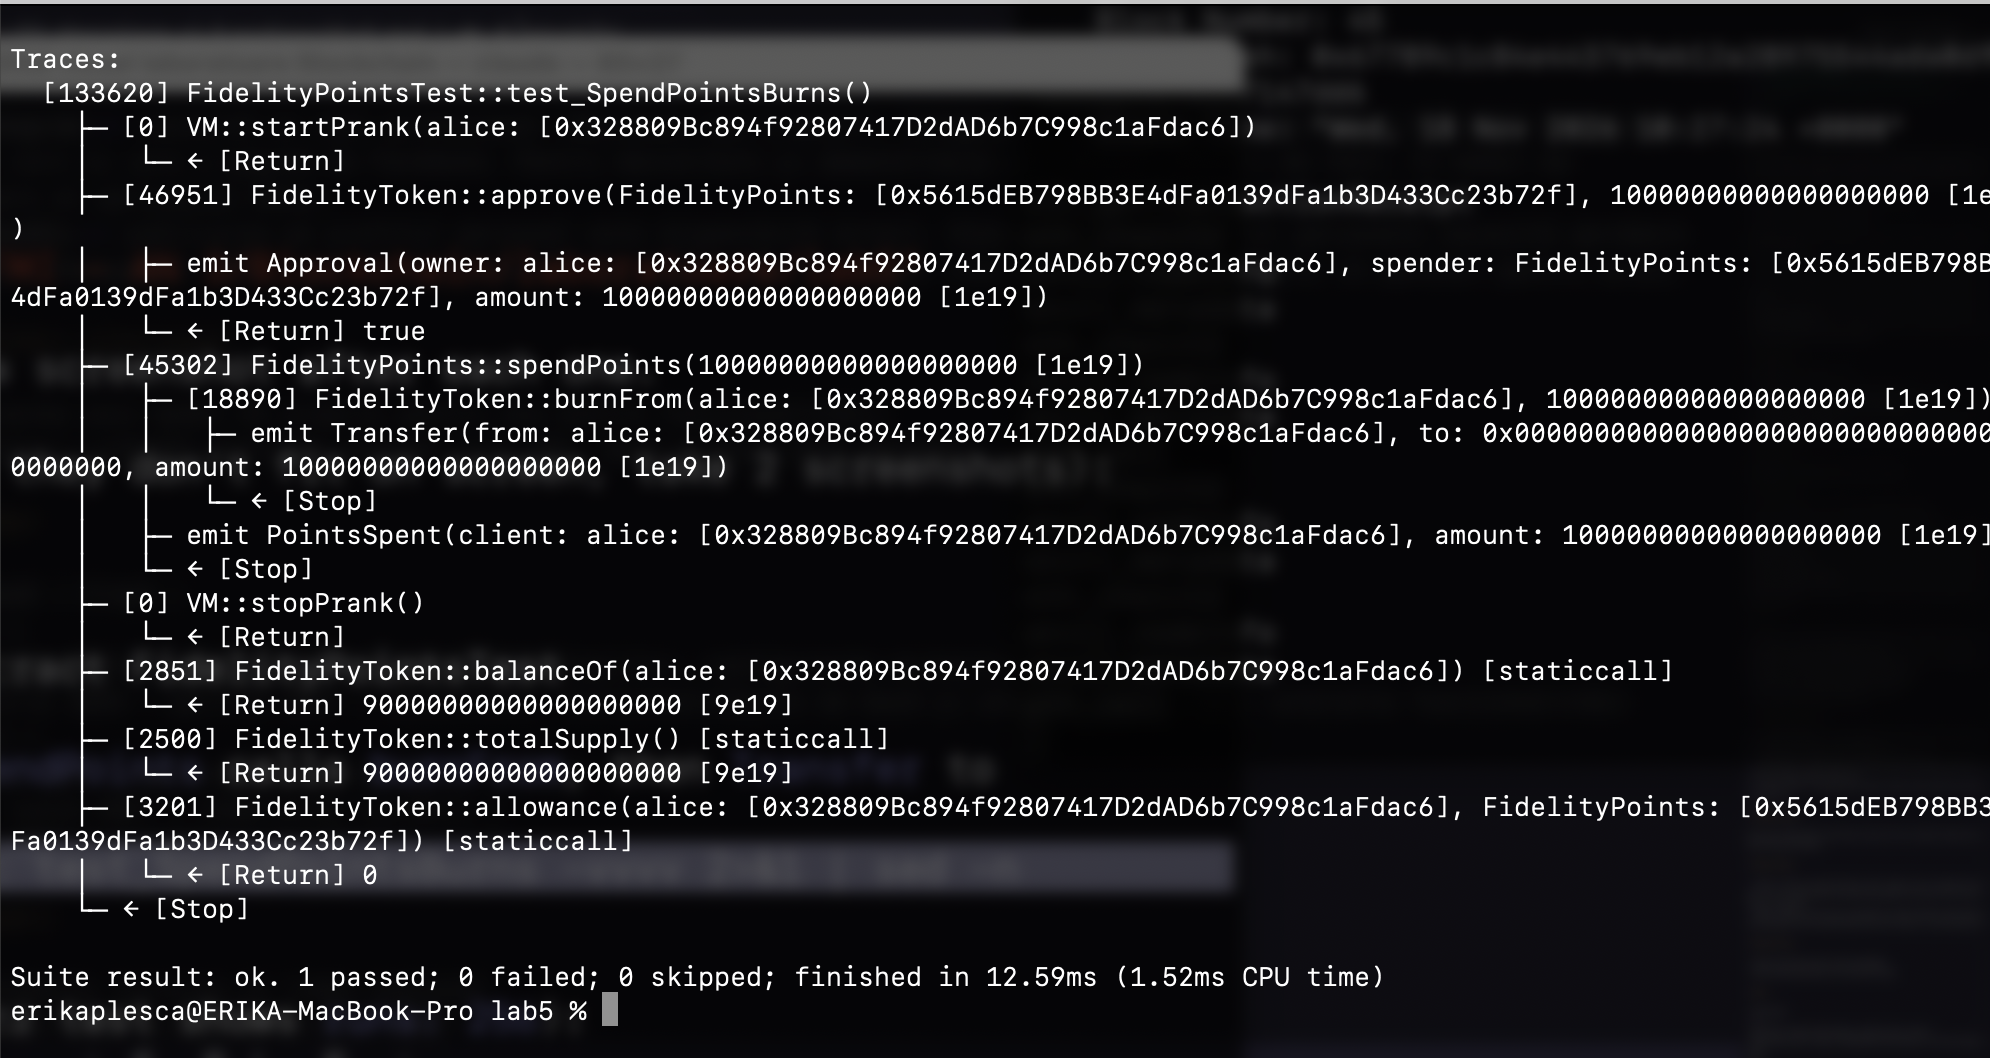 Traces:
  [133620] FidelityPointsTest::test_SpendPointsBurns()
    ├─ [0] VM::startPrank(alice: [0x328809Bc894f92807417D2dAD6b7C998c1aFdac6])
    │   └─ ← [Return]
    ├─ [46951] FidelityToken::approve(FidelityPoints: [0x5615dEB798BB3E4dFa0139dFa1b3D433Cc23b72f], 10000000000000000000 [1e
)
    │   ├─ emit Approval(owner: alice: [0x328809Bc894f92807417D2dAD6b7C998c1aFdac6], spender: FidelityPoints: [0x5615dEB798B
4dFa0139dFa1b3D433Cc23b72f], amount: 10000000000000000000 [1e19])
    │   └─ ← [Return] true
    ├─ [45302] FidelityPoints::spendPoints(10000000000000000000 [1e19])
    │   ├─ [18890] FidelityToken::burnFrom(alice: [0x328809Bc894f92807417D2dAD6b7C998c1aFdac6], 10000000000000000000 [1e19])
    │   │   ├─ emit Transfer(from: alice: [0x328809Bc894f92807417D2dAD6b7C998c1aFdac6], to: 0x000000000000000000000000000000
0000000, amount: 10000000000000000000 [1e19])
    │   │   └─ ← [Stop]
    │   ├─ emit PointsSpent(client: alice: [0x328809Bc894f92807417D2dAD6b7C998c1aFdac6], amount: 10000000000000000000 [1e19]
    │   └─ ← [Stop]
    ├─ [0] VM::stopPrank()
    │   └─ ← [Return]
    ├─ [2851] FidelityToken::balanceOf(alice: [0x328809Bc894f92807417D2dAD6b7C998c1aFdac6]) [staticcall]
    │   └─ ← [Return] 90000000000000000000 [9e19]
    ├─ [2500] FidelityToken::totalSupply() [staticcall]
    │   └─ ← [Return] 90000000000000000000 [9e19]
    ├─ [3201] FidelityToken::allowance(alice: [0x328809Bc894f92807417D2dAD6b7C998c1aFdac6], FidelityPoints: [0x5615dEB798BB3
Fa0139dFa1b3D433Cc23b72f]) [staticcall]
    │   └─ ← [Return] 0
    └─ ← [Stop]
Suite result: ok. 1 passed; 0 failed; 0 skipped; finished in 12.59ms (1.52ms CPU time)
erikaplesca@ERIKA-MacBook-Pro lab5 %